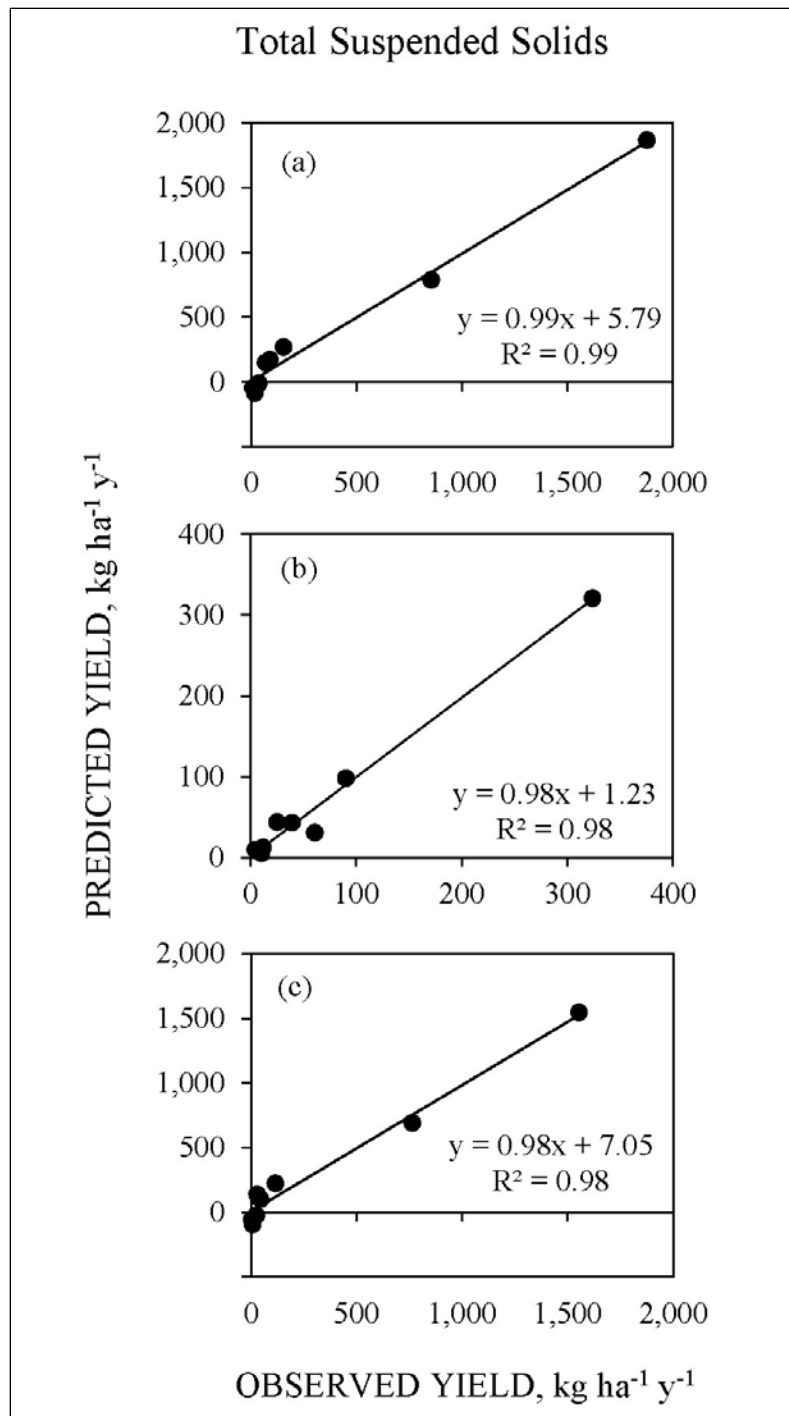 Total Suspended Solids
PREDICTED YIELD, kg ha⁻¹ y⁻¹
2,000
1,500
1,000
500
0
(a)
y = 0.99x + 5.79
R² = 0.99
0 500 1,000 1,500 2,000
400
300
200
100
0
(b)
y = 0.98x + 1.23
R² = 0.98
0 100 200 300 400
2,000
1,500
1,000
500
0
(c)
y = 0.98x + 7.05
R² = 0.98
0 500 1,000 1,500 2,000
OBSERVED YIELD, kg ha⁻¹ y⁻¹